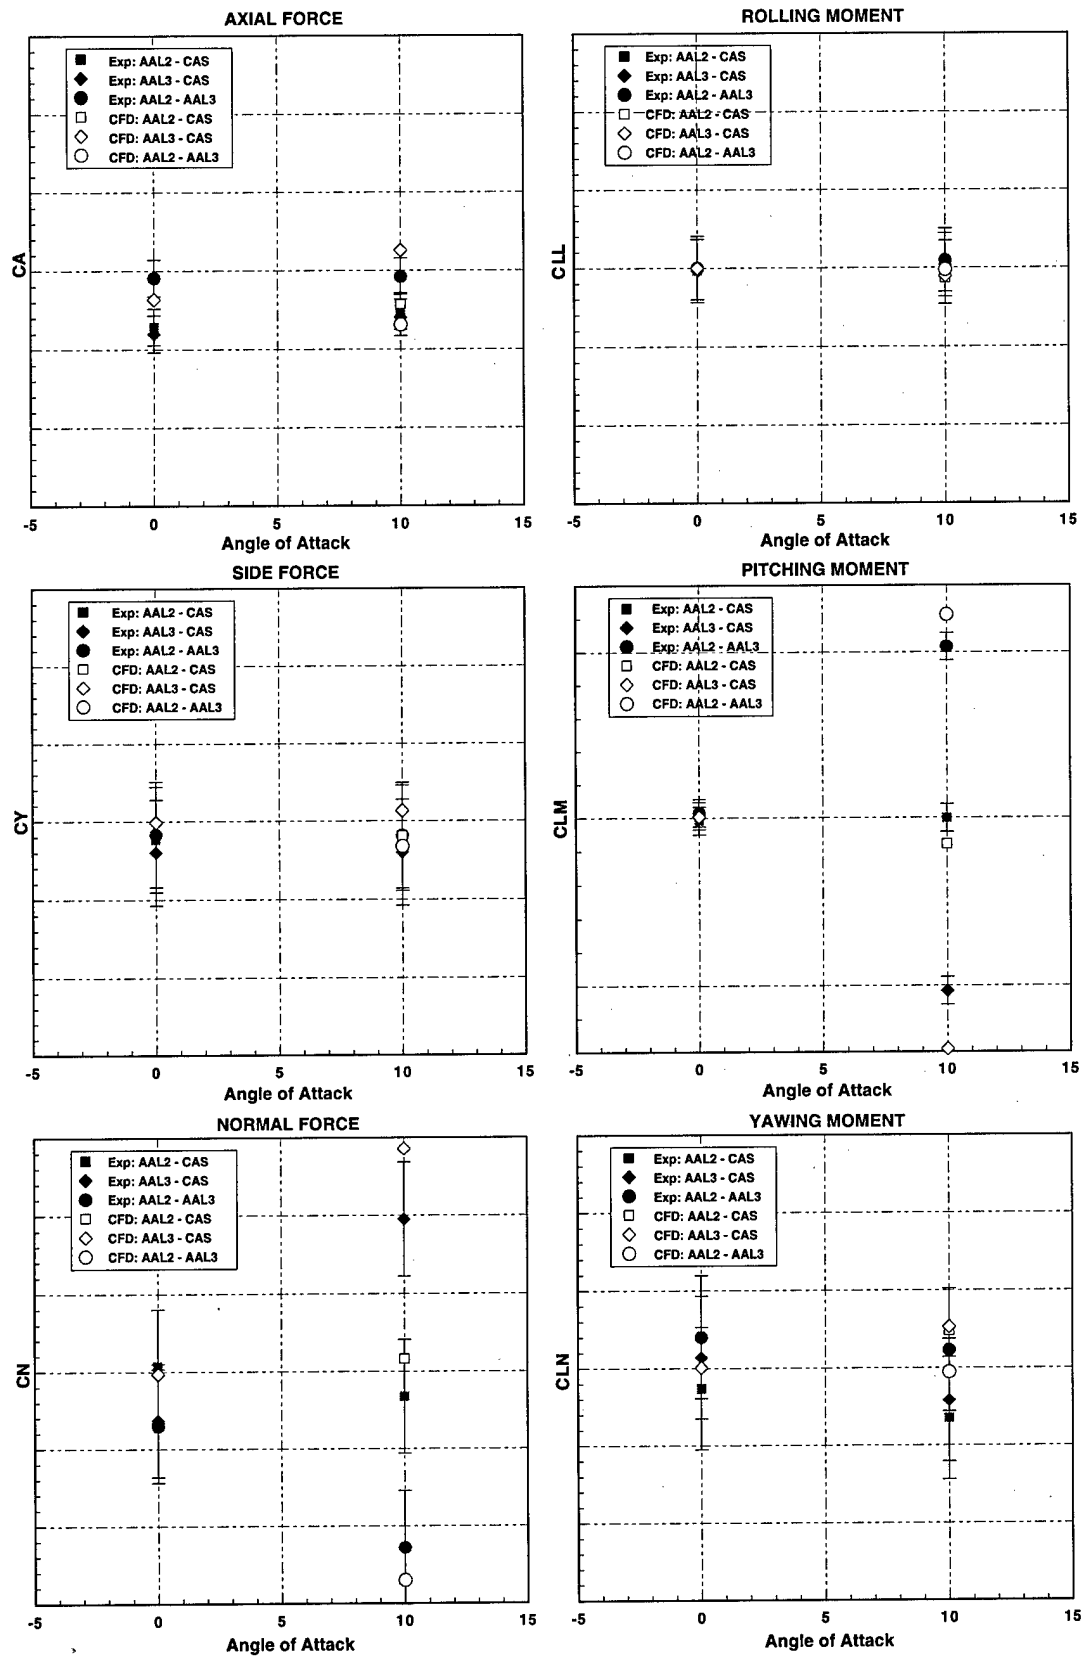 AXIAL FORCE
Exp: AAL2 - CAS
Exp: AAL3 - CAS
Exp: AAL2 - AAL3
CFD: AAL2 - CAS
CFD: AAL3 - CAS
CFD: AAL2 - AAL3
CA
-5 0 5 10 15
Angle of Attack
ROLLING MOMENT
Exp: AAL2 - CAS
Exp: AAL3 - CAS
Exp: AAL2 - AAL3
CFD: AAL2 - CAS
CFD: AAL3 - CAS
CFD: AAL2 - AAL3
CLL
-5 0 5 10 15
Angle of Attack
SIDE FORCE
Exp: AAL2 - CAS
Exp: AAL3 - CAS
Exp: AAL2 - AAL3
CFD: AAL2 - CAS
CFD: AAL3 - CAS
CFD: AAL2 - AAL3
CY
-5 0 5 10 15
Angle of Attack
PITCHING MOMENT
Exp: AAL2 - CAS
Exp: AAL3 - CAS
Exp: AAL2 - AAL3
CFD: AAL2 - CAS
CFD: AAL3 - CAS
CFD: AAL2 - AAL3
CLM
-5 0 5 10 15
Angle of Attack
NORMAL FORCE
Exp: AAL2 - CAS
Exp: AAL3 - CAS
Exp: AAL2 - AAL3
CFD: AAL2 - CAS
CFD: AAL3 - CAS
CFD: AAL2 - AAL3
CN
-5 0 5 10 15
Angle of Attack
YAWING MOMENT
Exp: AAL2 - CAS
Exp: AAL3 - CAS
Exp: AAL2 - AAL3
CFD: AAL2 - CAS
CFD: AAL3 - CAS
CFD: AAL2 - AAL3
CLN
-5 0 5 10 15
Angle of Attack